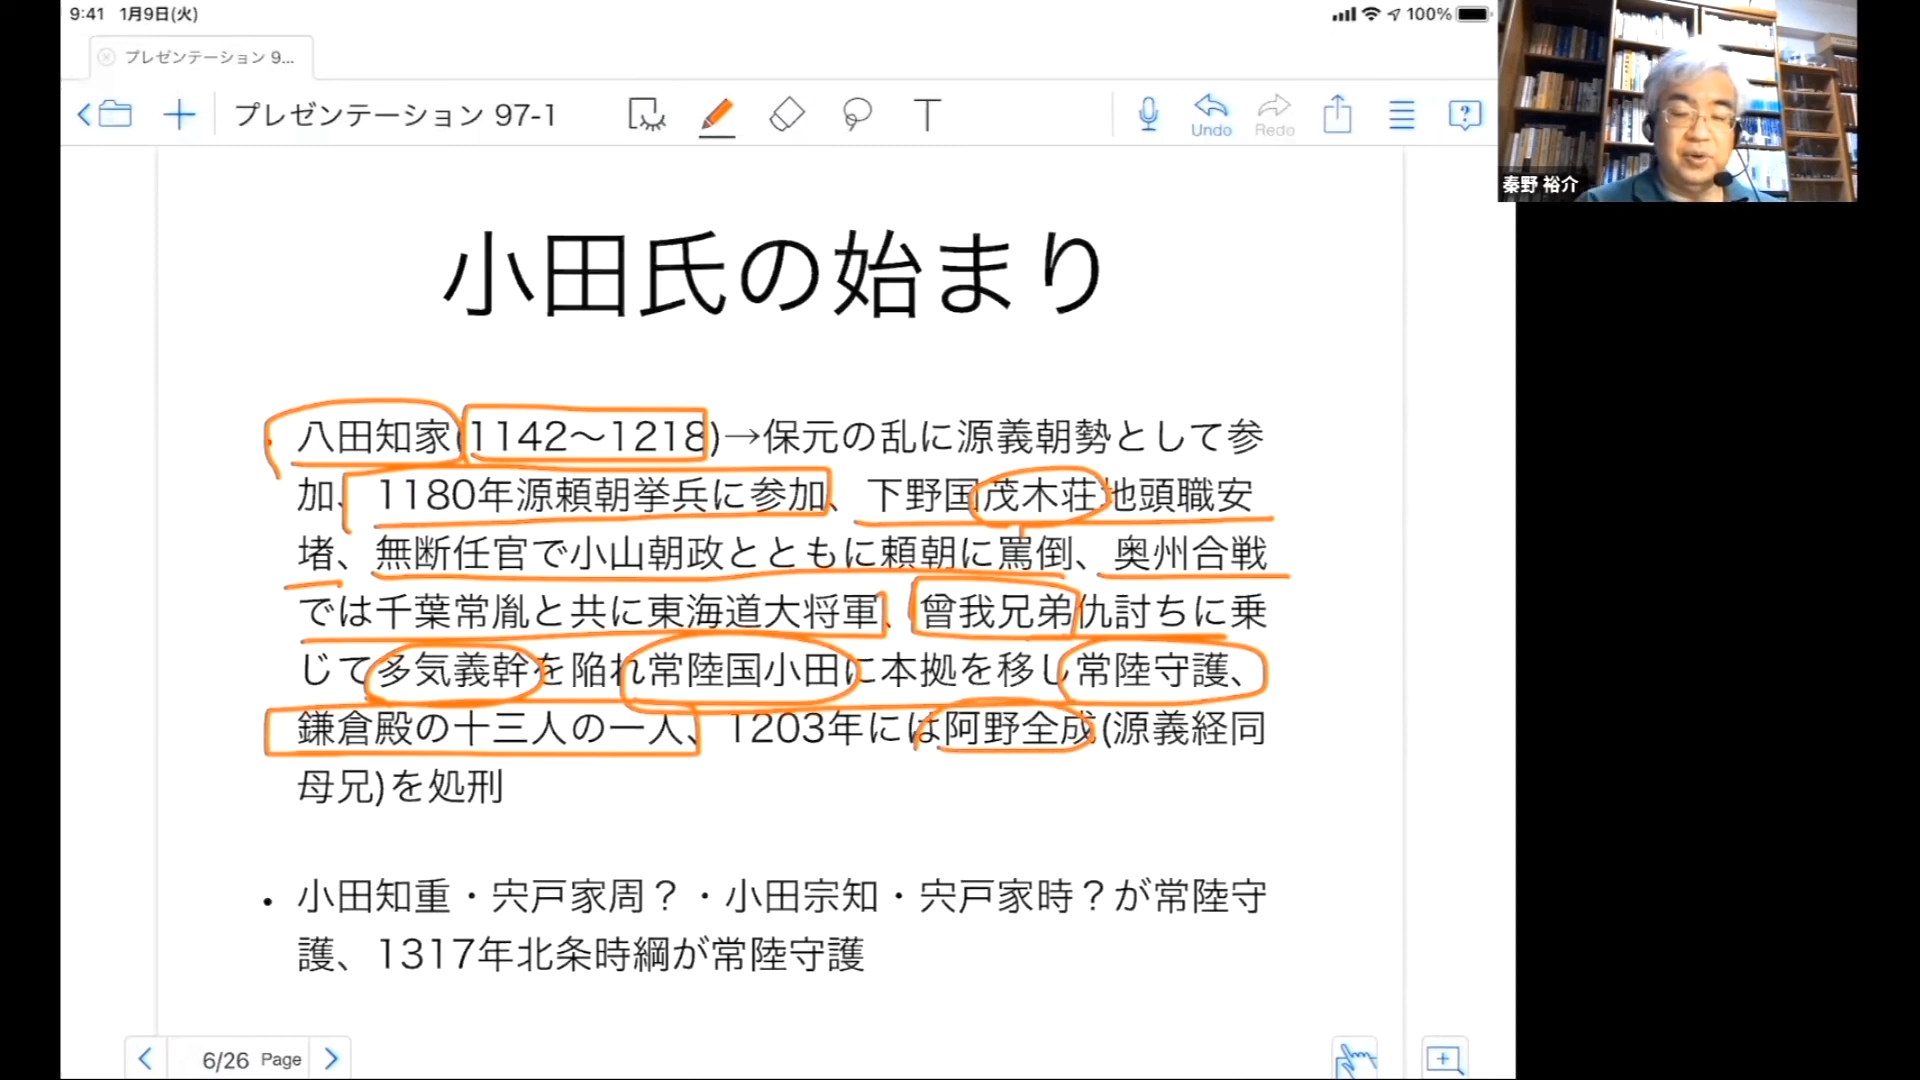 9:41 1月9日(火)
100%
プレゼンテーション 9...
プレゼンテーション 97-1
T
Undo
Redo
?
秦野 裕介
小田氏の始まり
・八田知家(1142〜1218)→保元の乱に源義朝勢として参
加、1180年源頼朝挙兵に参加、下野国茂木荘地頭職安
堵、無断任官で小山朝政とともに頼朝に罵倒、奥州合戦
では千葉常胤と共に東海道大将軍、曾我兄弟仇討ちに乗
じて多気義幹を陥れ常陸国小田に本拠を移し常陸守護、
鎌倉殿の十三人の一人、1203年には阿野全成(源義経同
母兄)を処刑
・小田知重・宍戸家周？・小田宗知・宍戸家時？が常陸守
護、1317年北条時綱が常陸守護
6/26 Page